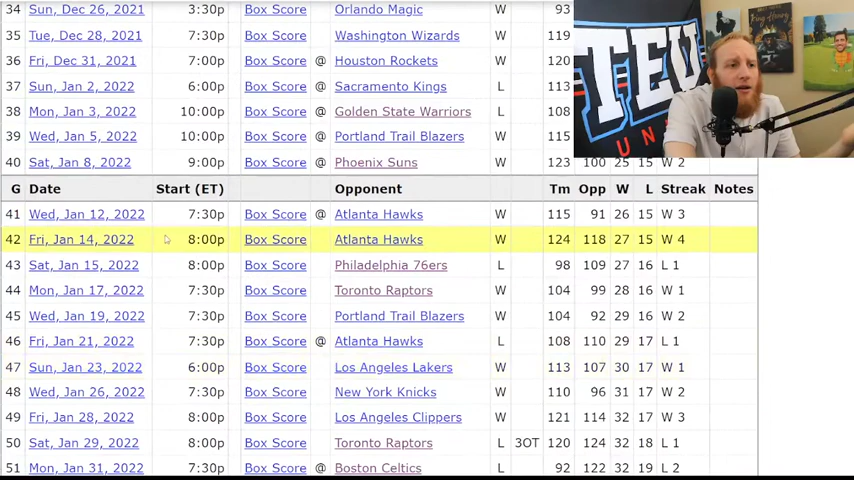 34 Sun, Dec 26, 2021 3:30p Box Score Orlando Magic W 93
35 Tue, Dec 28, 2021 7:30p Box Score Washington Wizards W 119
36 Fri, Dec 31, 2021 7:00p Box Score @ Houston Rockets W 120
37 Sun, Jan 2, 2022 6:00p Box Score @ Sacramento Kings L 113
38 Mon, Jan 3, 2022 10:00p Box Score @ Golden State Warriors L 108
39 Wed, Jan 5, 2022 10:00p Box Score @ Portland Trail Blazers W 115
40 Sat, Jan 8, 2022 9:00p Box Score @ Phoenix Suns W 123 100 25 15 W 2
G Date Start (ET) Opponent Tm Opp W L Streak Notes
41 Wed, Jan 12, 2022 7:30p Box Score @ Atlanta Hawks W 115 91 26 15 W 3
42 Fri, Jan 14, 2022 8:00p Box Score Atlanta Hawks W 124 118 27 15 W 4
43 Sat, Jan 15, 2022 8:00p Box Score Philadelphia 76ers L 98 109 27 16 L 1
44 Mon, Jan 17, 2022 7:30p Box Score Toronto Raptors W 104 99 28 16 W 1
45 Wed, Jan 19, 2022 7:30p Box Score Portland Trail Blazers W 104 92 29 16 W 2
46 Fri, Jan 21, 2022 7:30p Box Score @ Atlanta Hawks L 108 110 29 17 L 1
47 Sun, Jan 23, 2022 6:00p Box Score Los Angeles Lakers W 113 107 30 17 W 1
48 Wed, Jan 26, 2022 7:30p Box Score New York Knicks W 110 96 31 17 W 2
49 Fri, Jan 28, 2022 8:00p Box Score Los Angeles Clippers W 121 114 32 17 W 3
50 Sat, Jan 29, 2022 8:00p Box Score Toronto Raptors L 3OT 120 124 32 18 L 1
51 Mon, Jan 31, 2022 7:30p Box Score @ Boston Celtics L 92 122 32 19 L 2